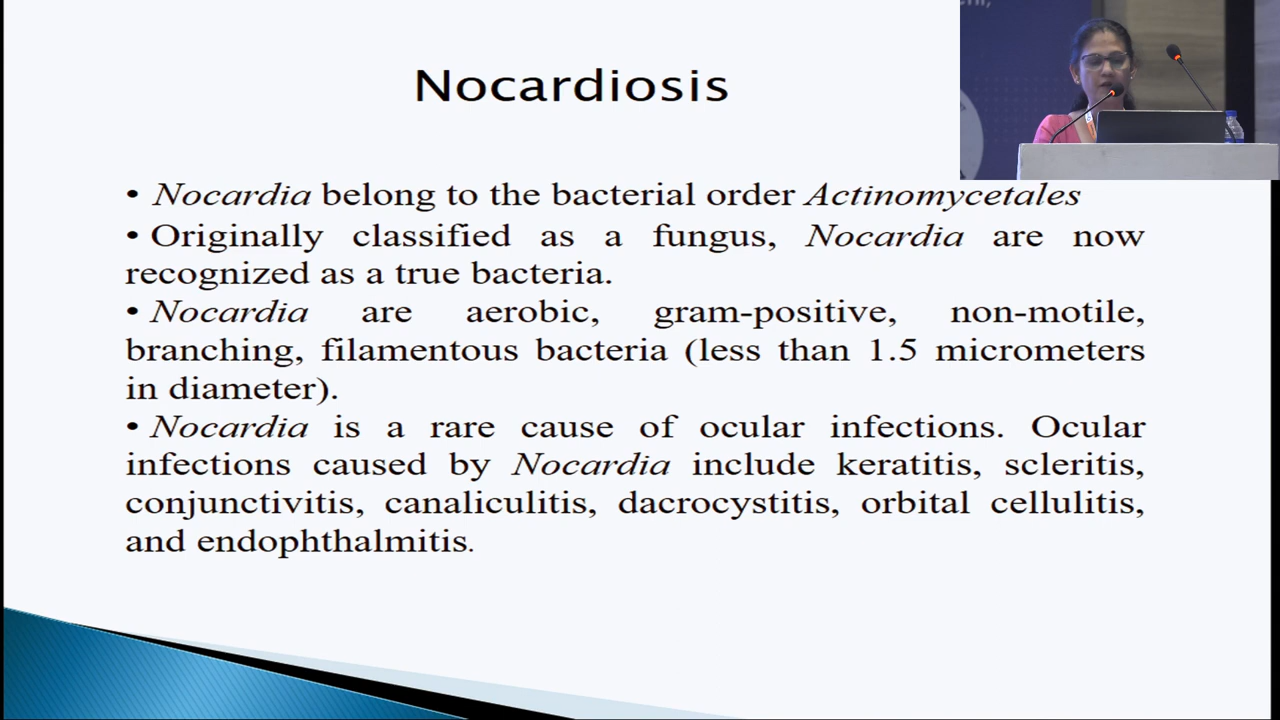 Nocardiosis
• Nocardia belong to the bacterial order Actinomycetales
• Originally classified as a fungus, Nocardia are now
recognized as a true bacteria.
• Nocardia are aerobic, gram-positive, non-motile,
branching, filamentous bacteria (less than 1.5 micrometers
in diameter).
• Nocardia is a rare cause of ocular infections. Ocular
infections caused by Nocardia include keratitis, scleritis,
conjunctivitis, canaliculitis, dacrocystitis, orbital cellulitis,
and endophthalmitis.